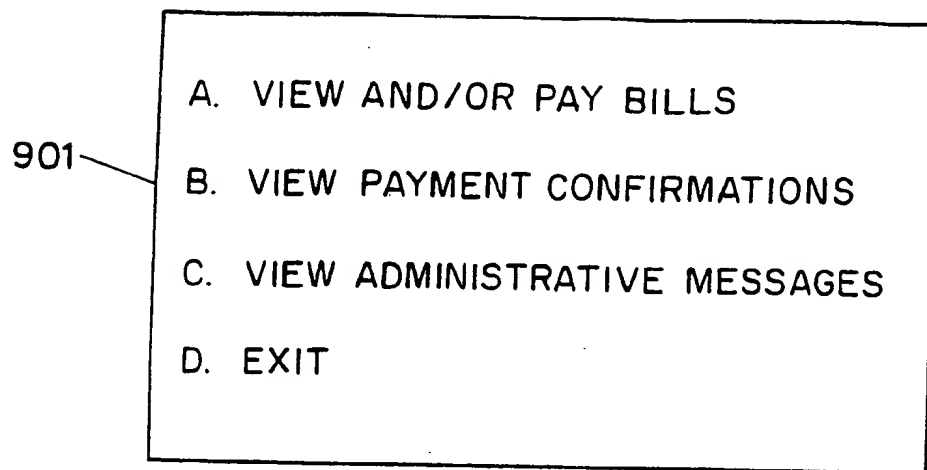 A. VIEW AND/OR PAY BILLS
901
B. VIEW PAYMENT CONFIRMATIONS
C. VIEW ADMINISTRATIVE MESSAGES
D. EXIT